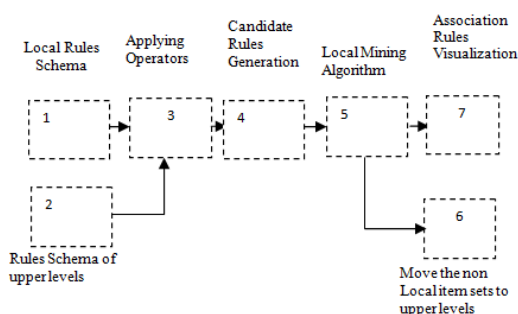 Local Rules
Schema
Applying
Operators
Candidate
Rules
Generation
Local Mining
Algorithm
Association
Rules
Visualization
1
3
4
5
7
2
6
Rules Schema of
upper levels
Move the non
Local item sets to
upper levels